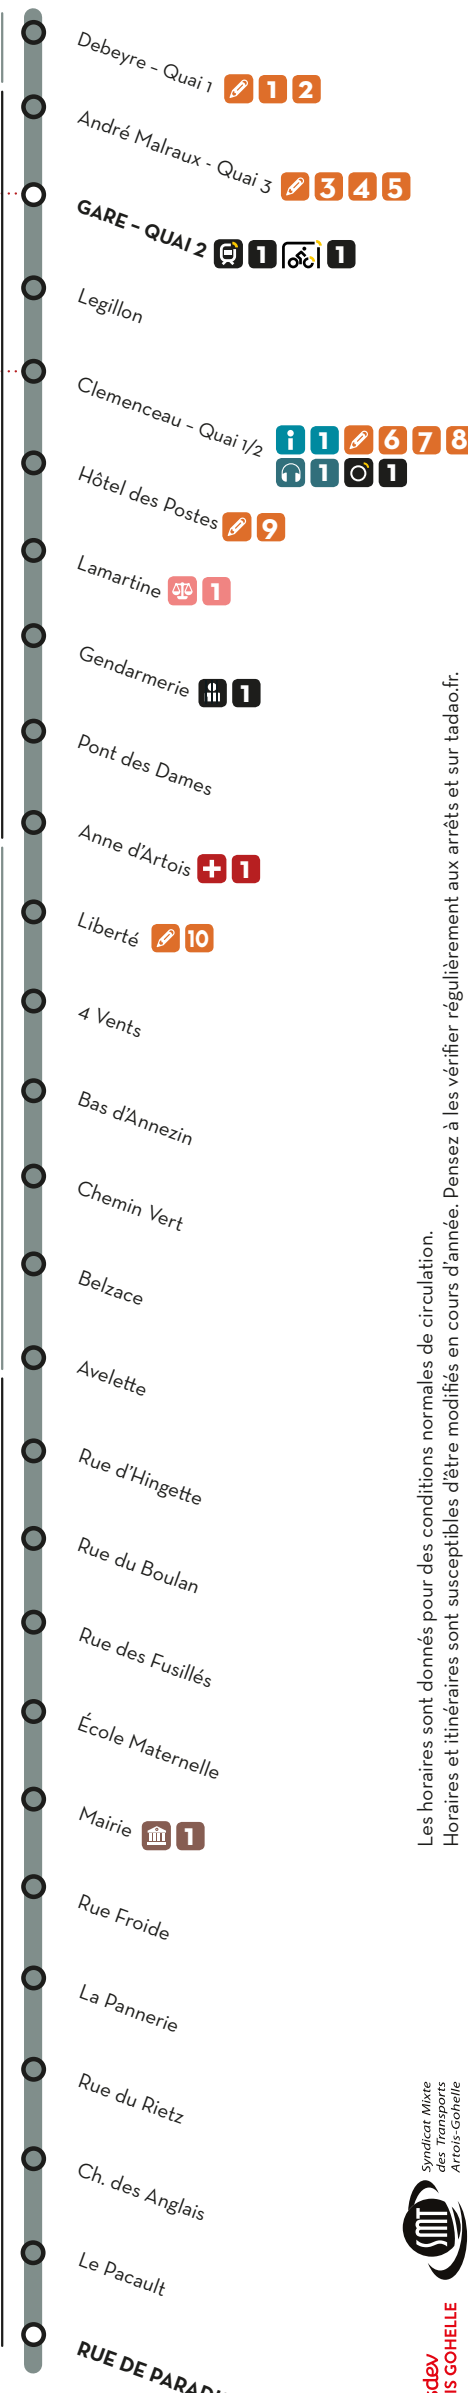 Debeyre - Quai 1 1 2
André Malraux - Quai 3 3 4 5
GARE - QUAI 2 1 1
Legillon
Clemenceau - Quai 1/2 i 1 6 7 8
1 1
Hôtel des Postes 9
Lamartine 1
Gendarmerie 1
Pont des Dames
Anne d'Artois 1
Liberté 10
4 Vents
Bas d'Annezin
Chemin Vert
Belzace
Avelette
Rue d'Hingette
Rue du Boulan
Rue des Fusillés
École Maternelle
Mairie 1
Rue Froide
La Pannerie
Rue du Rietz
Ch. des Anglais
Le Pacault
RUE DE
Les horaires sont donnés pour des conditions normales de circulation.
Horaires et itinéraires sont susceptibles d'être modifiés en cours d'année. Pensez à les vérifier régulièrement aux arrêts et sur tadao.fr.
Syndicat Mixte
des Transports
Artois-Gohelle
SMT
GOHELLE